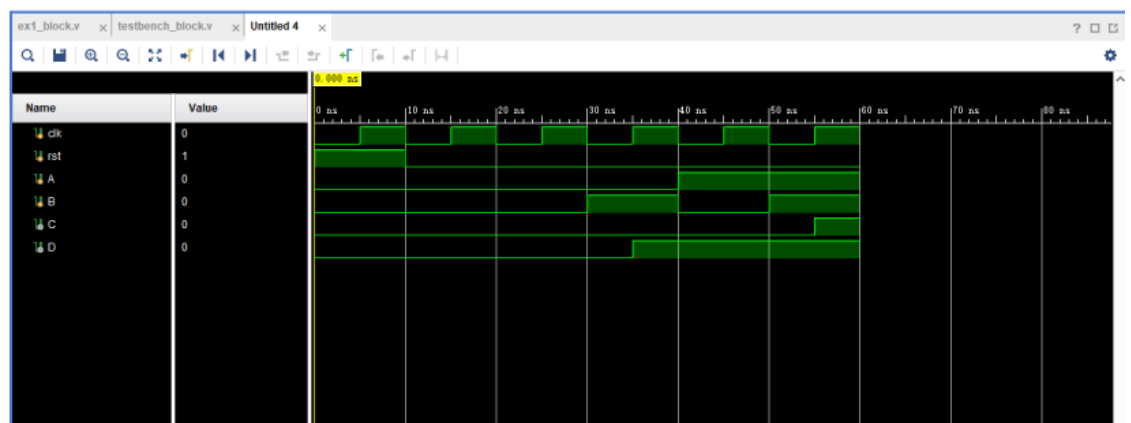 ex1_block.v x testbench_block.v x Untitled 4 x ?
0.000 ns
Name Value
0 ns 10 ns 20 ns 30 ns 40 ns 50 ns 60 ns 70 ns 80 ns
clk 0
rst 1
A 0
B 0
C 0
D 0